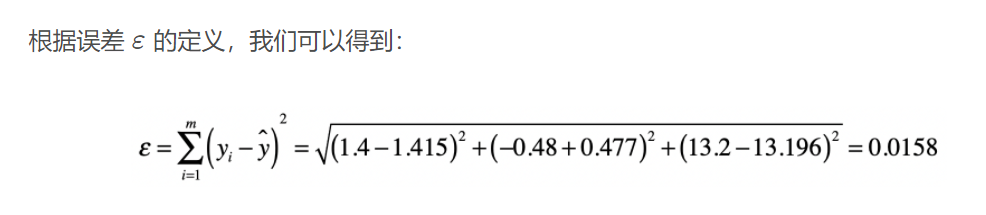 根据误差 ε 的定义，我们可以得到：
ε = ∑_{i=1}^{m} (y_i − ŷ)^2 = √((1.4−1.415)^2 + (−0.48+0.477)^2 + (13.2−13.196)^2) = 0.0158